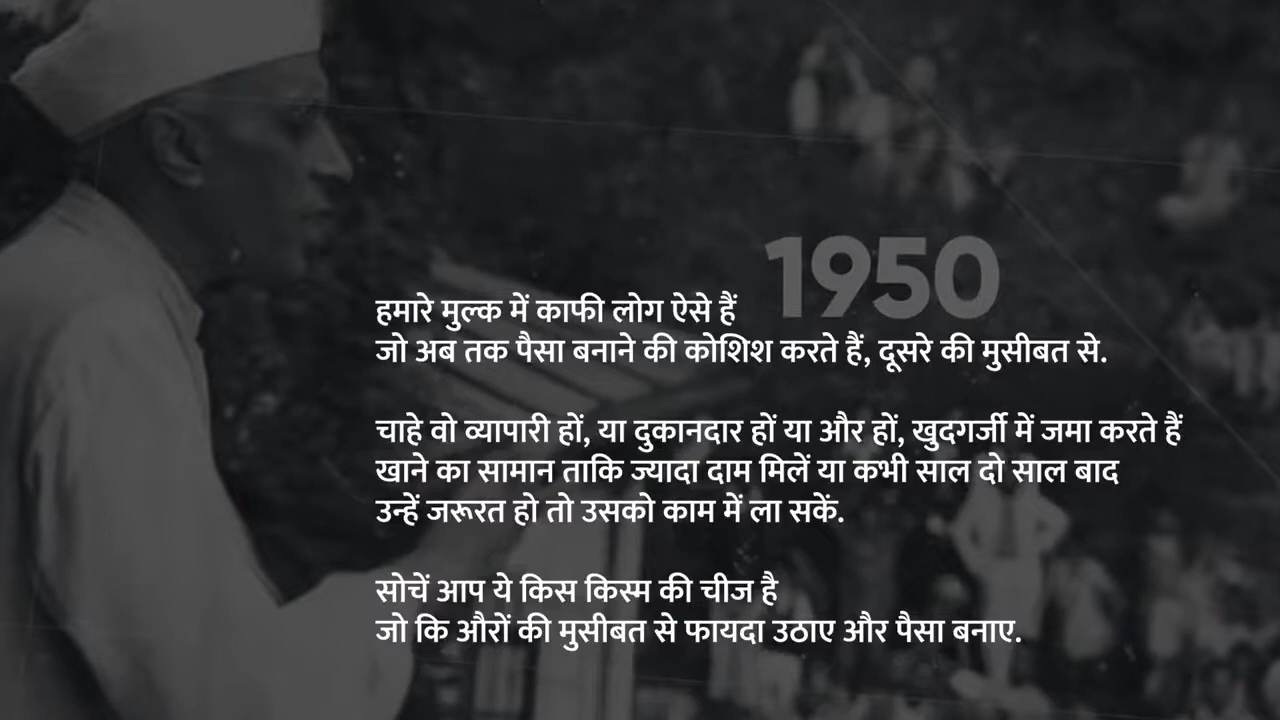 1950
हमारे मुल्क में काफी लोग ऐसे हैं
जो अब तक पैसा बनाने की कोशिश करते हैं, दूसरे की मुसीबत से.
चाहे वो व्यापारी हों, या दुकानदार हों या और हों, खुदगर्जी में जमा करते हैं
खाने का सामान ताकि ज्यादा दाम मिलें या कभी साल दो साल बाद
उन्हें जरूरत हो तो उसको काम में ला सकें.
सोचें आप ये किस किस्म की चीज है
जो कि औरों की मुसीबत से फायदा उठाए और पैसा बनाए.